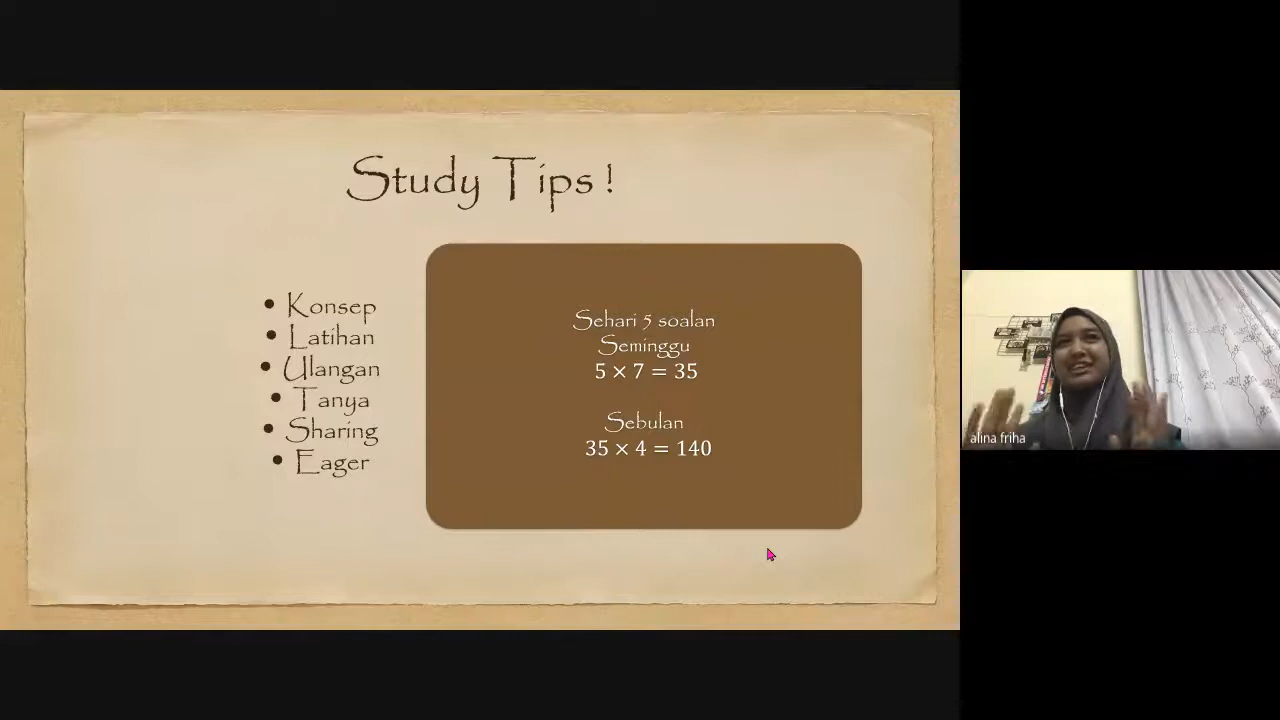 Study Tips !
• Konsep
• Latihan
• Ulangan
• Tanya
• Sharing
• Eager
Sehari 5 soalan
Seminggu
5 × 7 = 35
Sebulan
35 × 4 = 140
alina friha